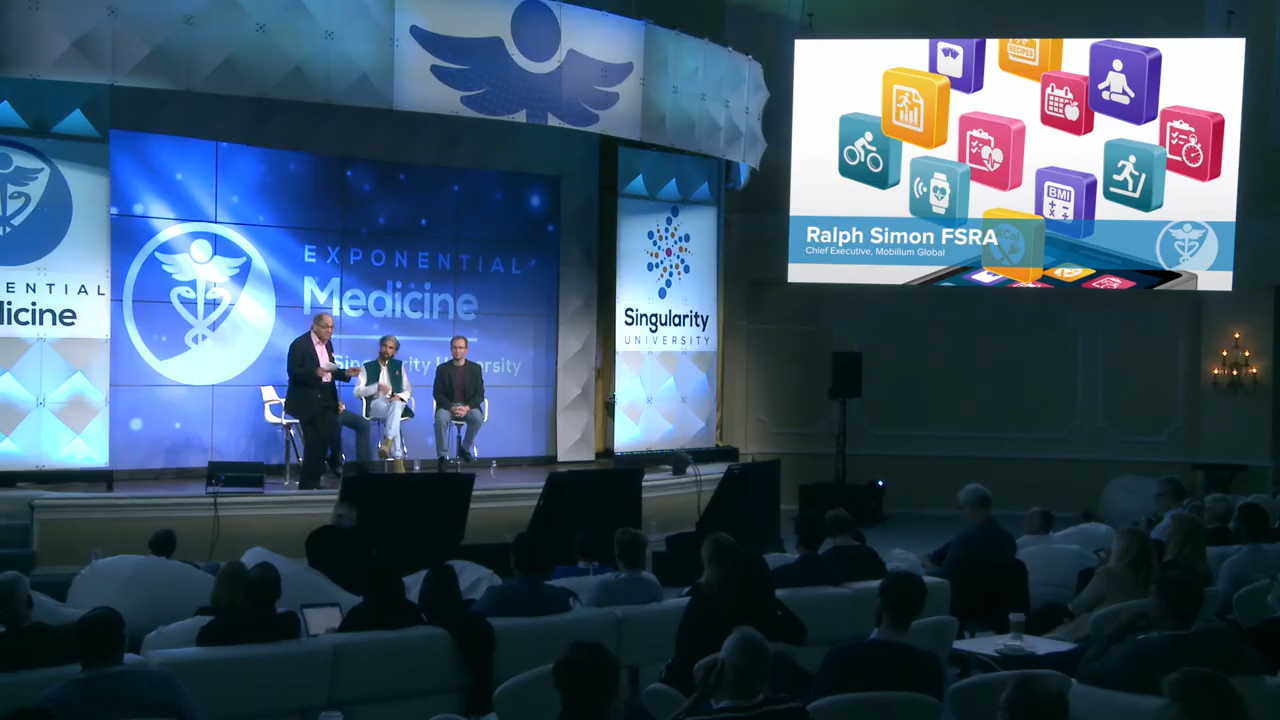 RECIPES
BMI
Ralph Simon FSRA
Chief Executive, Mobilium Global
EXPONENTIAL
Medicine
Singularity University
ENTIAL
dicine
Singularity
UNIVERSITY